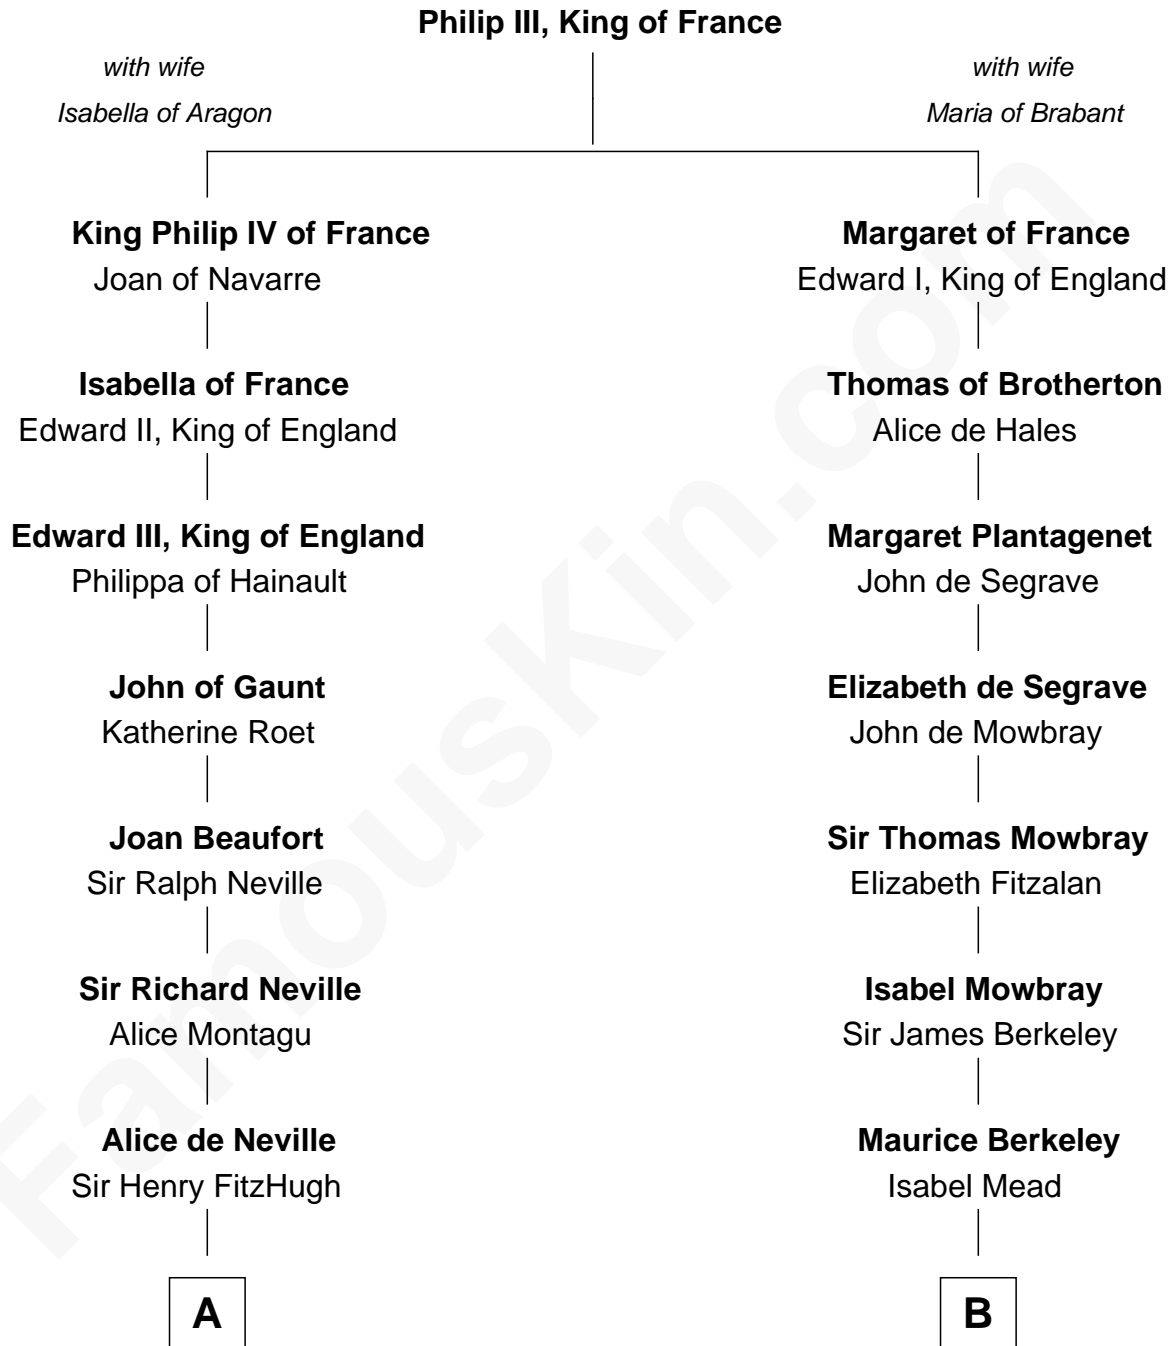 Philip III, King of France
with wife
Isabella of Aragon
with wife
Maria of Brabant
King Philip IV of France
Joan of Navarre
Margaret of France
Edward I, King of England
Isabella of France
Edward II, King of England
Thomas of Brotherton
Alice de Hales
Edward III, King of England
Philippa of Hainault
Margaret Plantagenet
John de Segrave
John of Gaunt
Katherine Roet
Elizabeth de Segrave
John de Mowbray
Joan Beaufort
Sir Ralph Neville
Sir Thomas Mowbray
Elizabeth Fitzalan
Sir Richard Neville
Alice Montagu
Isabel Mowbray
Sir James Berkeley
Alice de Neville
Sir Henry FitzHugh
Maurice Berkeley
Isabel Mead
A
B
FamousKin.com